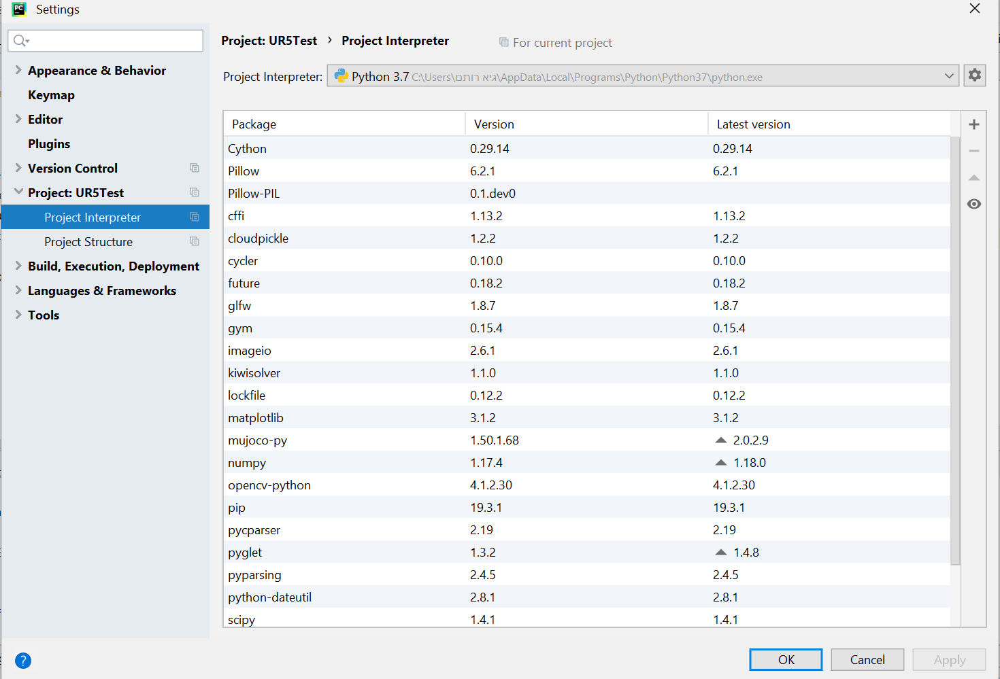 PC
Settings
Project: UR5Test › Project Interpreter
For current project
Project Interpreter: Python 3.7 C:\Users\גיא רותם\AppData\Local\Programs\Python\Python37\python.exe
Appearance & Behavior
Keymap
Editor
Plugins
Version Control
Project: UR5Test
Project Interpreter
Project Structure
Build, Execution, Deployment
Languages & Frameworks
Tools
Package Version Latest version
Cython 0.29.14 0.29.14
Pillow 6.2.1 6.2.1
Pillow-PIL 0.1.dev0
cffi 1.13.2 1.13.2
cloudpickle 1.2.2 1.2.2
cycler 0.10.0 0.10.0
future 0.18.2 0.18.2
glfw 1.8.7 1.8.7
gym 0.15.4 0.15.4
imageio 2.6.1 2.6.1
kiwisolver 1.1.0 1.1.0
lockfile 0.12.2 0.12.2
matplotlib 3.1.2 3.1.2
mujoco-py 1.50.1.68 2.0.2.9
numpy 1.17.4 1.18.0
opencv-python 4.1.2.30 4.1.2.30
pip 19.3.1 19.3.1
pycparser 2.19 2.19
pyglet 1.3.2 1.4.8
pyparsing 2.4.5 2.4.5
python-dateutil 2.8.1 2.8.1
scipy 1.4.1 1.4.1
?
OK Cancel Apply